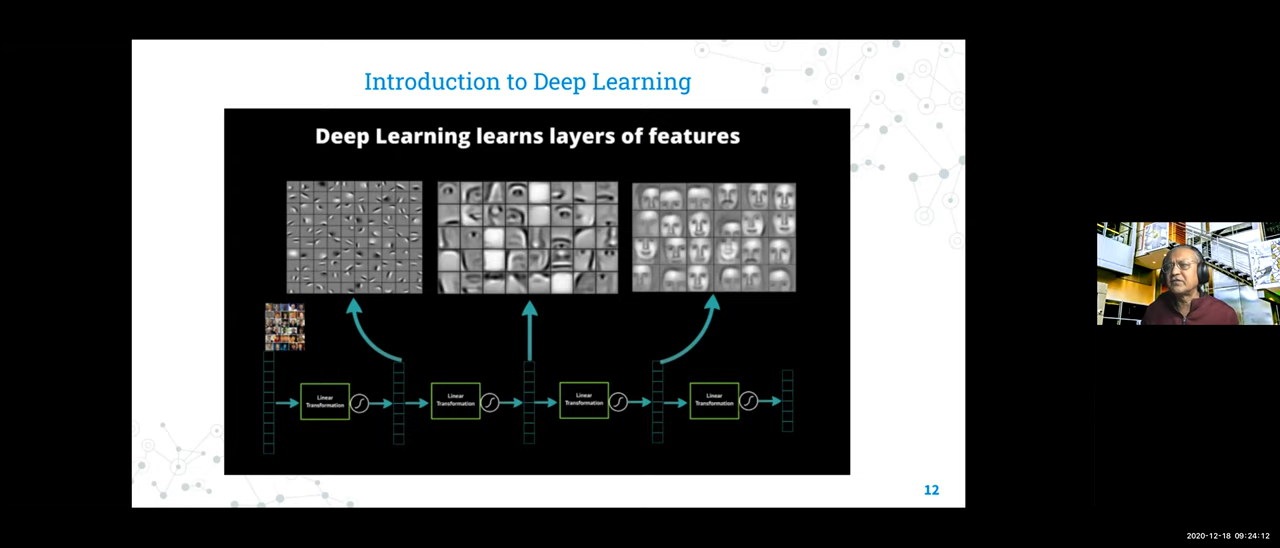 Introduction to Deep Learning
Deep Learning learns layers of features
Linear
Transformation
Linear
Transformation
Linear
Transformation
Linear
Transformation
12
2020-12-18 09:24:12